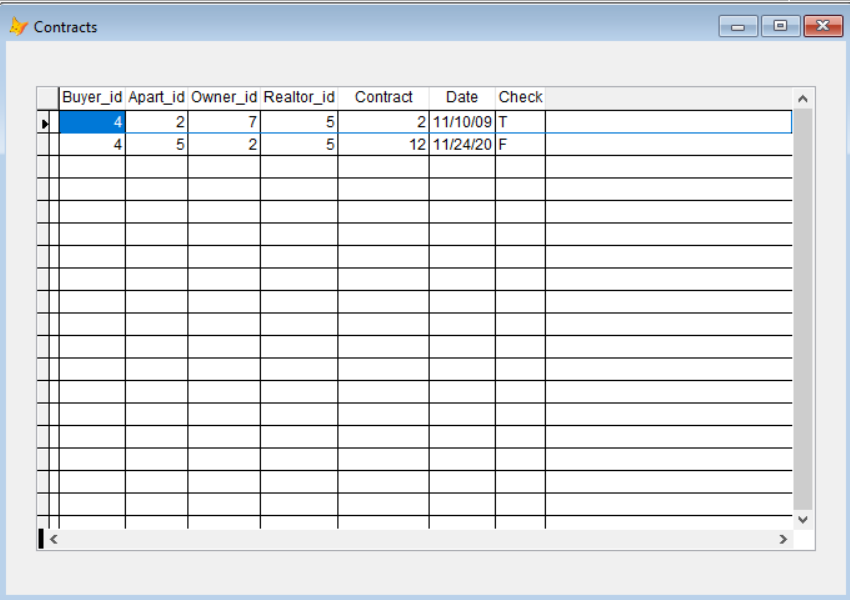 Contracts
Buyer_id Apart_id Owner_id Realtor_id Contract Date Check
4 2 7 5 2 11/10/09 T
4 5 2 5 12 11/24/20 F